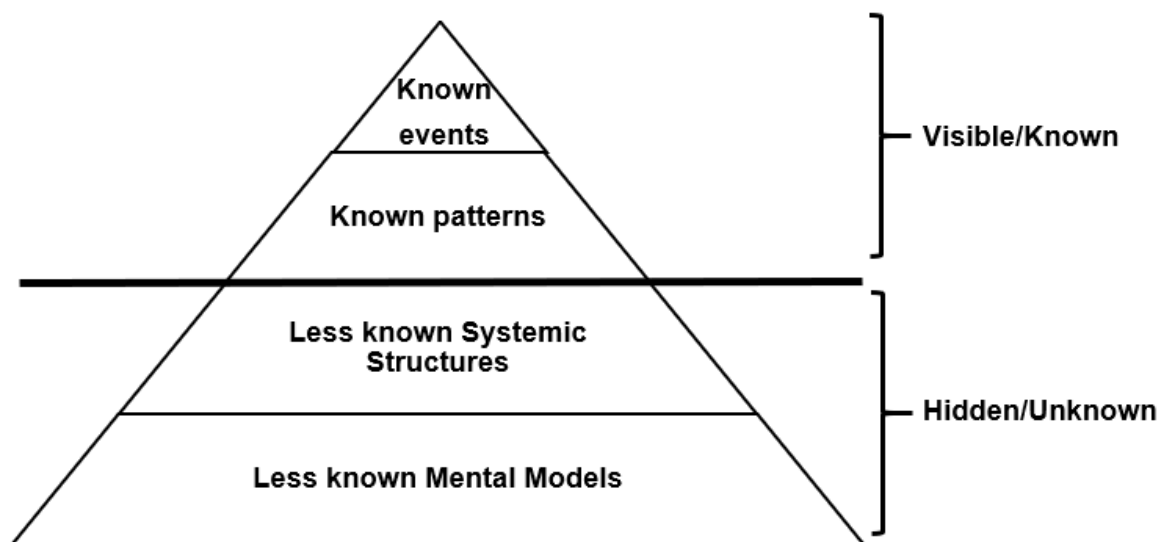 Known
events
Visible/Known
Known patterns
Less known Systemic
Structures
Hidden/Unknown
Less known Mental Models